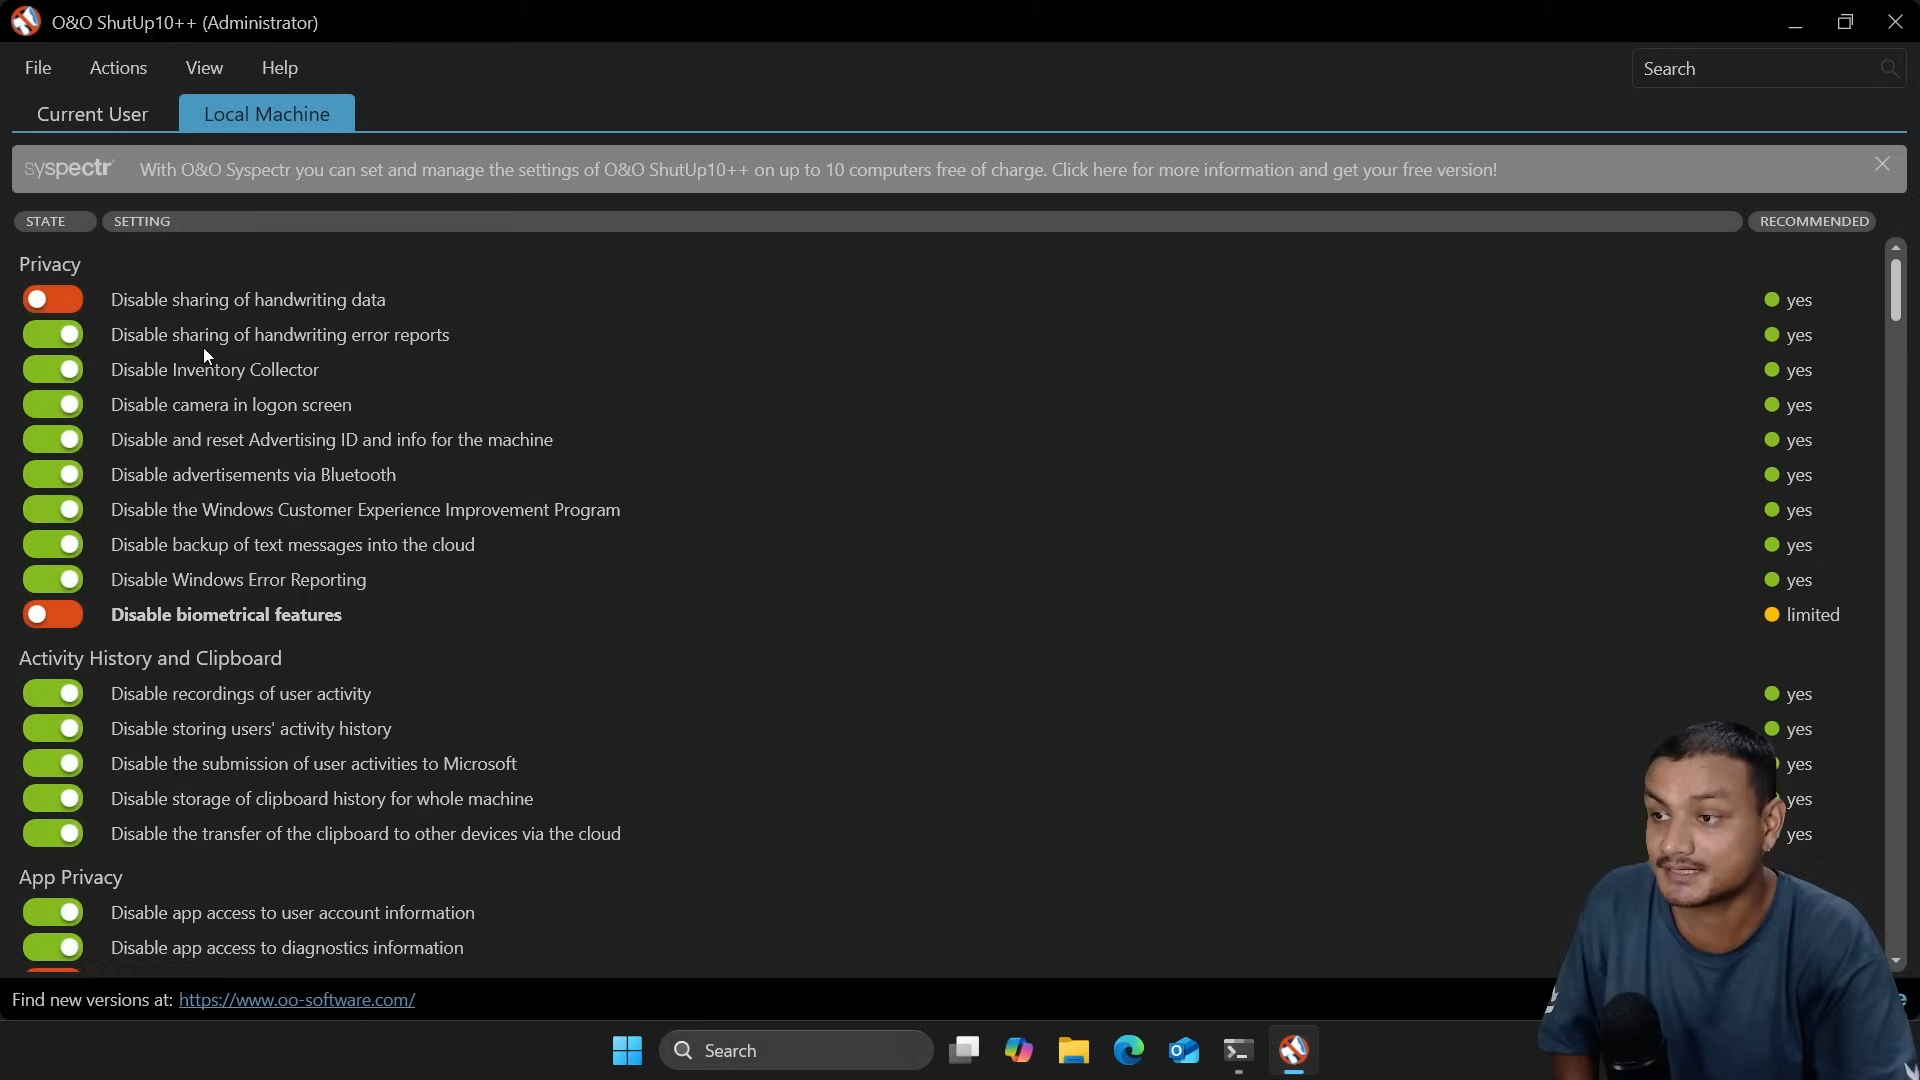 O&O ShutUp10++ (Administrator)
File Actions View Help
Search
Current User Local Machine
syspectr With O&O Syspectr you can set and manage the settings of O&O ShutUp10++ on up to 10 computers free of charge. Click here for more information and get your free version!
STATE SETTING RECOMMENDED
Privacy
Disable sharing of handwriting data yes
Disable sharing of handwriting error reports yes
Disable Inventory Collector yes
Disable camera in logon screen yes
Disable and reset Advertising ID and info for the machine yes
Disable advertisements via Bluetooth yes
Disable the Windows Customer Experience Improvement Program yes
Disable backup of text messages into the cloud yes
Disable Windows Error Reporting yes
Disable biometrical features limited
Activity History and Clipboard
Disable recordings of user activity yes
Disable storing users' activity history yes
Disable the submission of user activities to Microsoft yes
Disable storage of clipboard history for whole machine yes
Disable the transfer of the clipboard to other devices via the cloud yes
App Privacy
Disable app access to user account information
Disable app access to diagnostics information
Find new versions at: https://www.oo-software.com/
Search